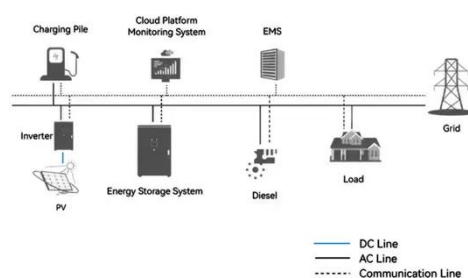 Charging Pile
Cloud Platform
Monitoring System
EMS
Grid
Inverter
PV
Energy Storage System
Diesel
Load
DC Line
AC Line
Communication Line